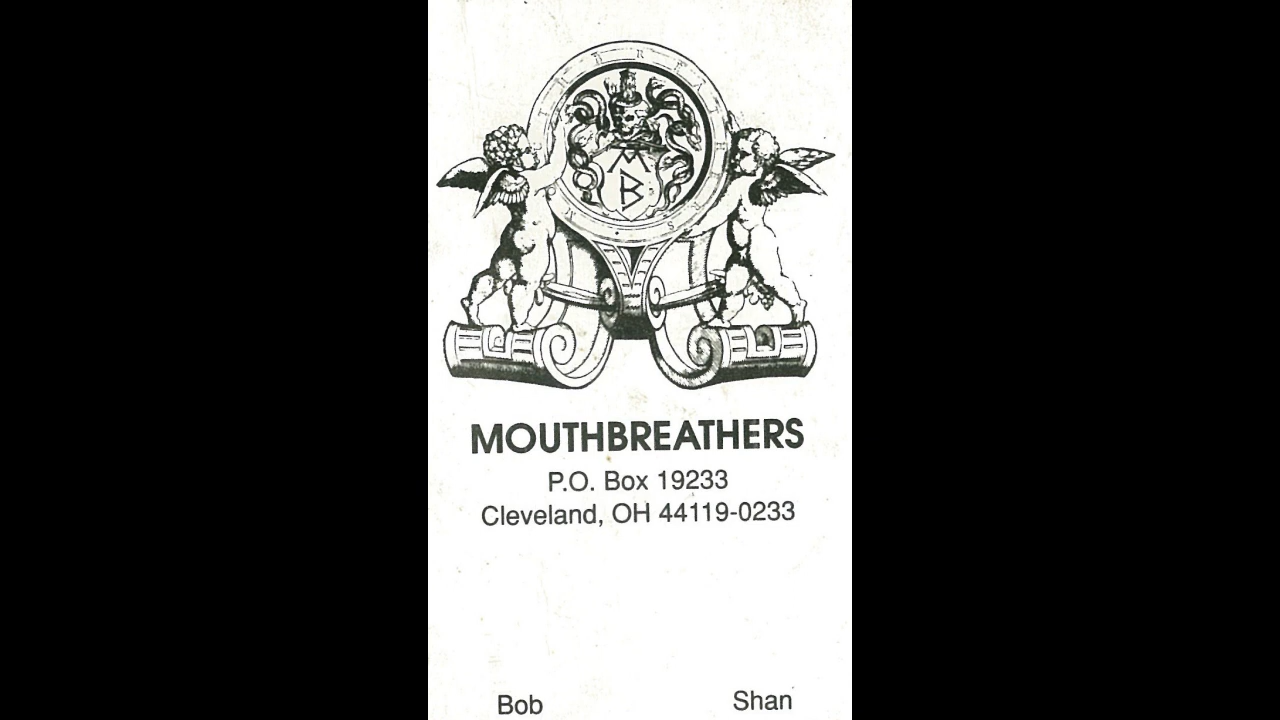 M
B
MOUTHBREATHERS
P.O. Box 19233
Cleveland, OH 44119-0233
Bob Shan